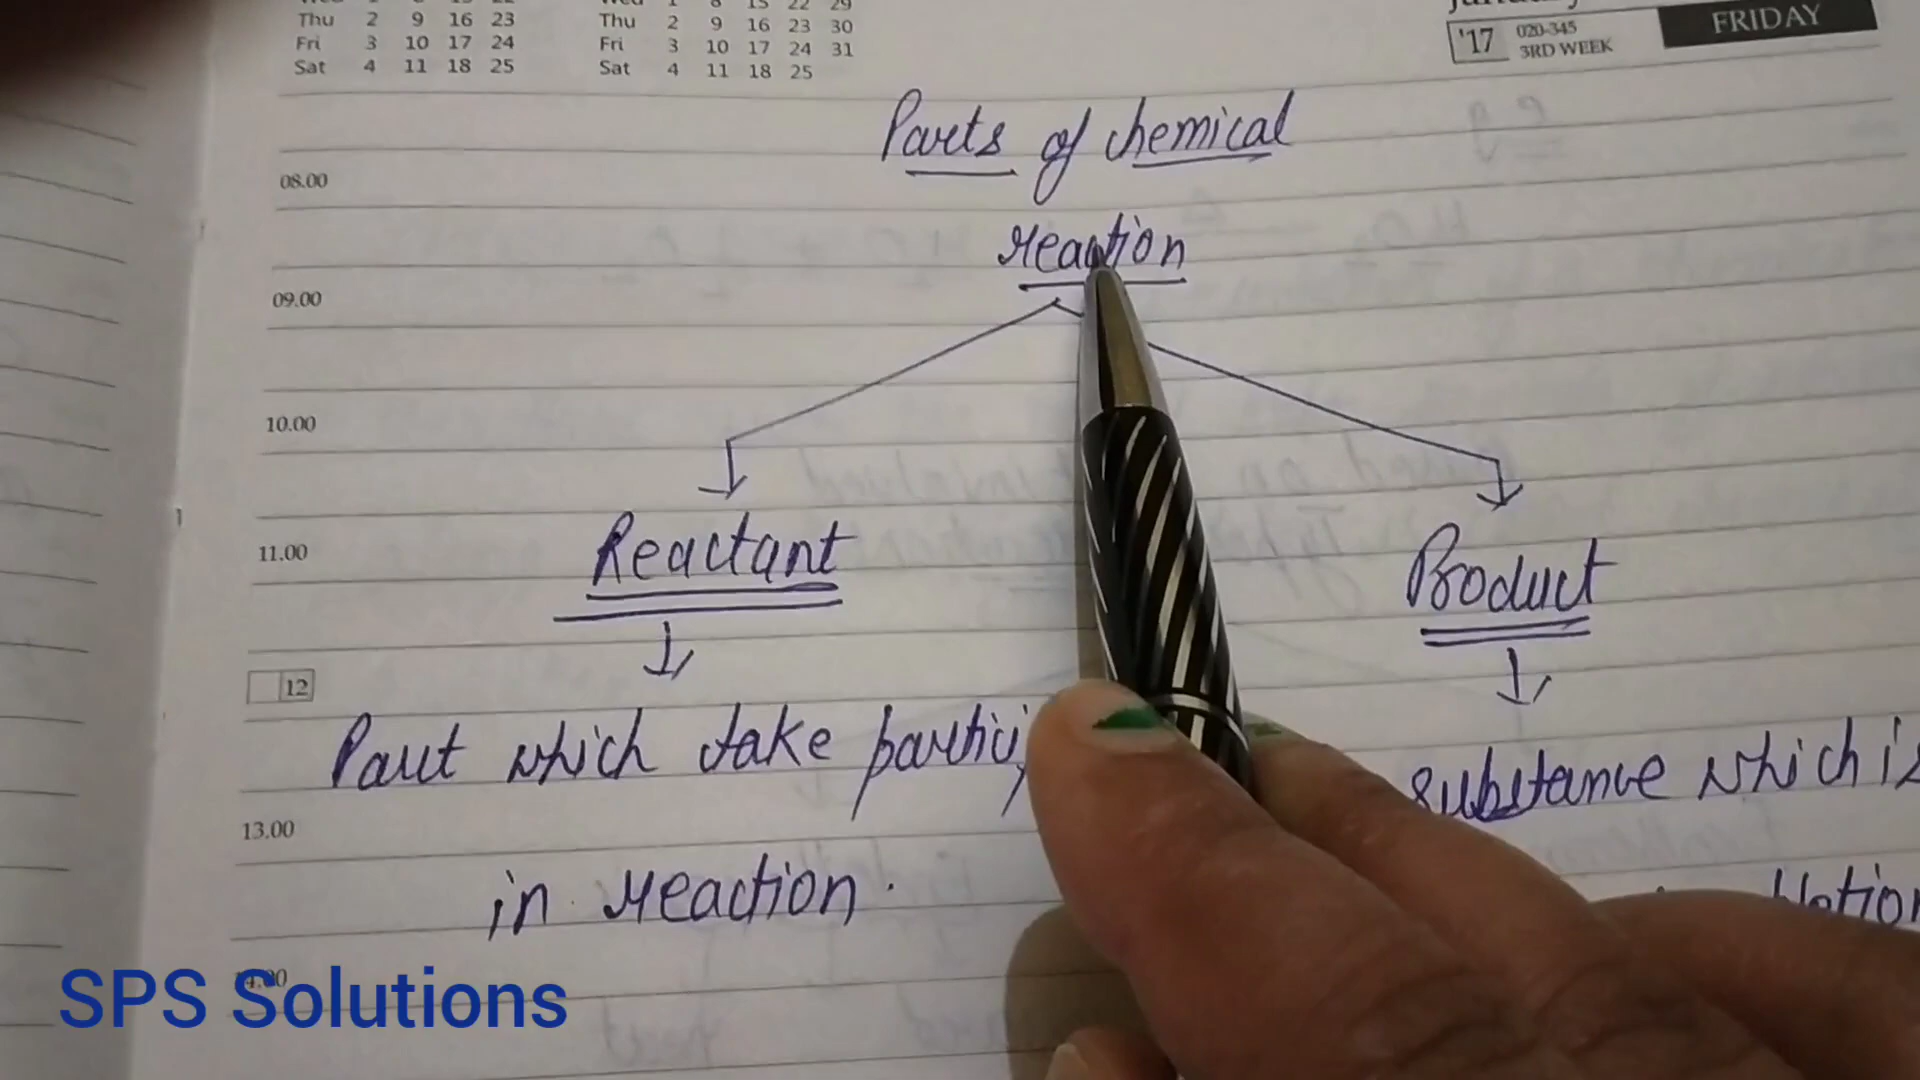 Thu 2 9 16 23
Fri 3 10 17 24
Sat 4 11 18 25
Thu 2 9 16 23 30
Fri 3 10 17 24 31
Sat 4 11 18 25
'17 020-345
3RD WEEK
FRIDAY
Parts of chemical
08.00
reaction
09.00
10.00
11.00
Reactant
Product
12
Part which take
substance which is
13.00
in reaction.
SPS Solutions